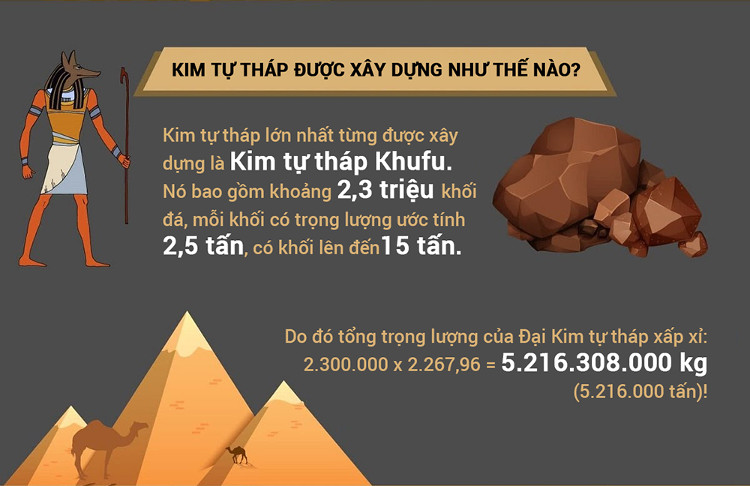 KIM TỰ THÁP ĐƯỢC XÂY DỰNG NHƯ THẾ NÀO?
Kim tự tháp lớn nhất từng được xây
dựng là Kim tự tháp Khufu.
Nó bao gồm khoảng 2,3 triệu khối
đá, mỗi khối có trọng lượng ước tính
2,5 tấn, có khối lên đến 15 tấn.
Do đó tổng trọng lượng của Đại Kim tự tháp xấp xỉ:
2.300.000 x 2.267,96 = 5.216.308.000 kg
(5.216.000 tấn)!